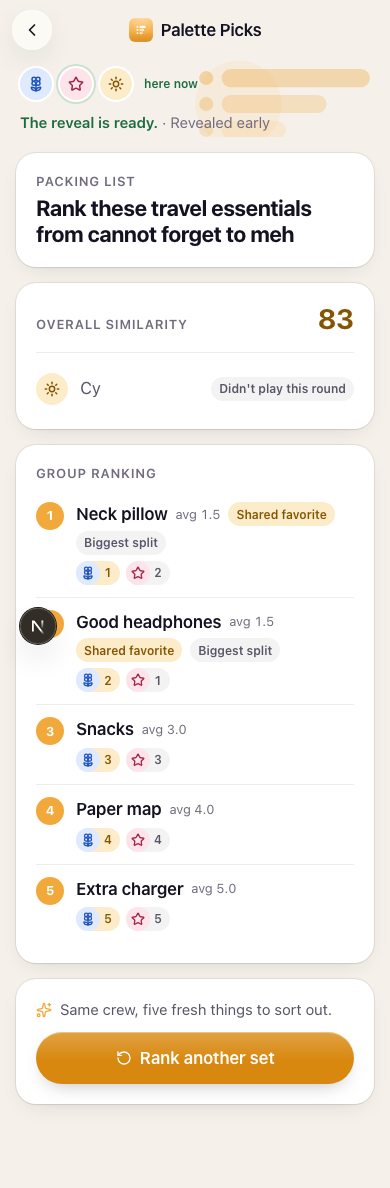 Palette Picks
here now
The reveal is ready. · Revealed early
PACKING LIST
Rank these travel essentials
from cannot forget to meh
OVERALL SIMILARITY 83
Cy Didn't play this round
GROUP RANKING
1 Neck pillow avg 1.5 Shared favorite
Biggest split
1 2
N Good headphones avg 1.5
Shared favorite Biggest split
2 1
3 Snacks avg 3.0
3 3
4 Paper map avg 4.0
4 4
5 Extra charger avg 5.0
5 5
Same crew, five fresh things to sort out.
Rank another set